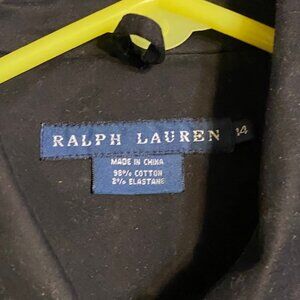 RALPH LAUREN 14
MADE IN CHINA
98% COTTON
2% ELASTANE